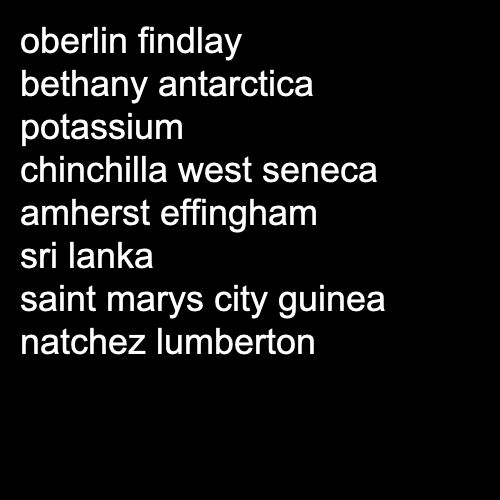 oberlin findlay
bethany antarctica
potassium
chinchilla west seneca
amherst effingham
sri lanka
saint marys city guinea
natchez lumberton